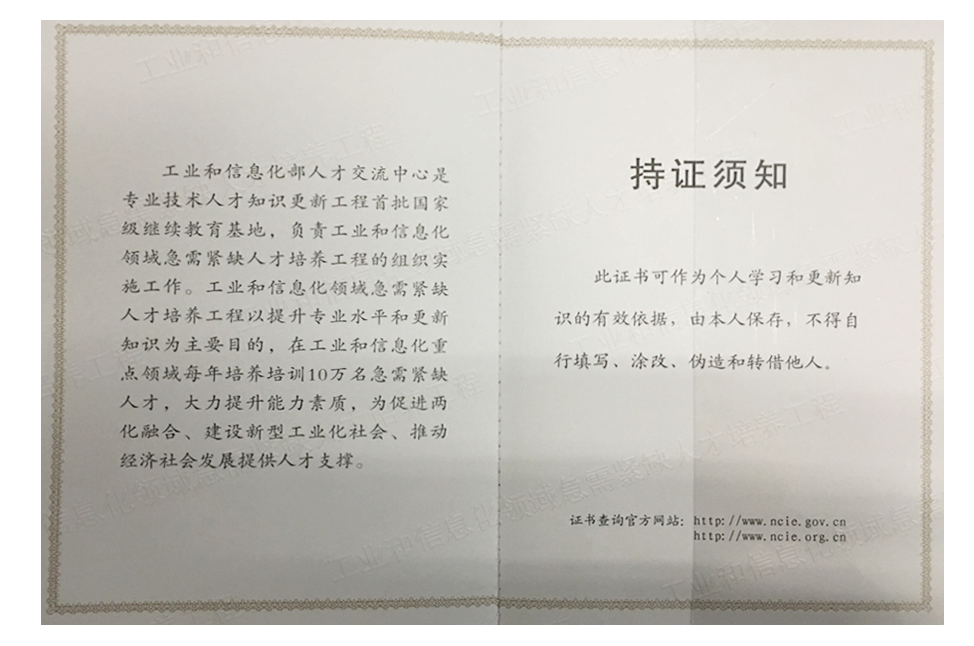 工业和信息化部人才交流中心是
专业技术人才知识更新工程首批国家
级继续教育基地，负责工业和信息化
领域急需紧缺人才培养工程的组织实
施工作。工业和信息化领域急需紧缺
人才培养工程以提升专业水平和更新
知识为主要目的，在工业和信息化重
点领域每年培养培训10万名急需紧缺
人才，大力提升能力素质，为促进两
化融合、建设新型工业化社会、推动
经济社会发展提供人才支撑。
持证须知
此证书可作为个人学习和更新知
识的有效依据，由本人保存，不得自
行填写、涂改、伪造和转借他人。
证书查询官方网站：http://www.ncie.gov.cn
http://www.ncie.org.cn